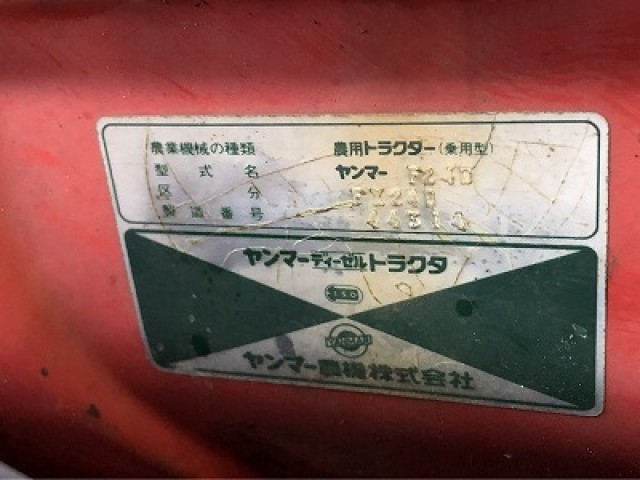 農業機械の種類 農用トラクター(乗用型)
型式名 ヤンマー F24D
区分
製造番号
ヤンマーディーゼルトラクタ
YANMAR
ヤンマー農機株式会社